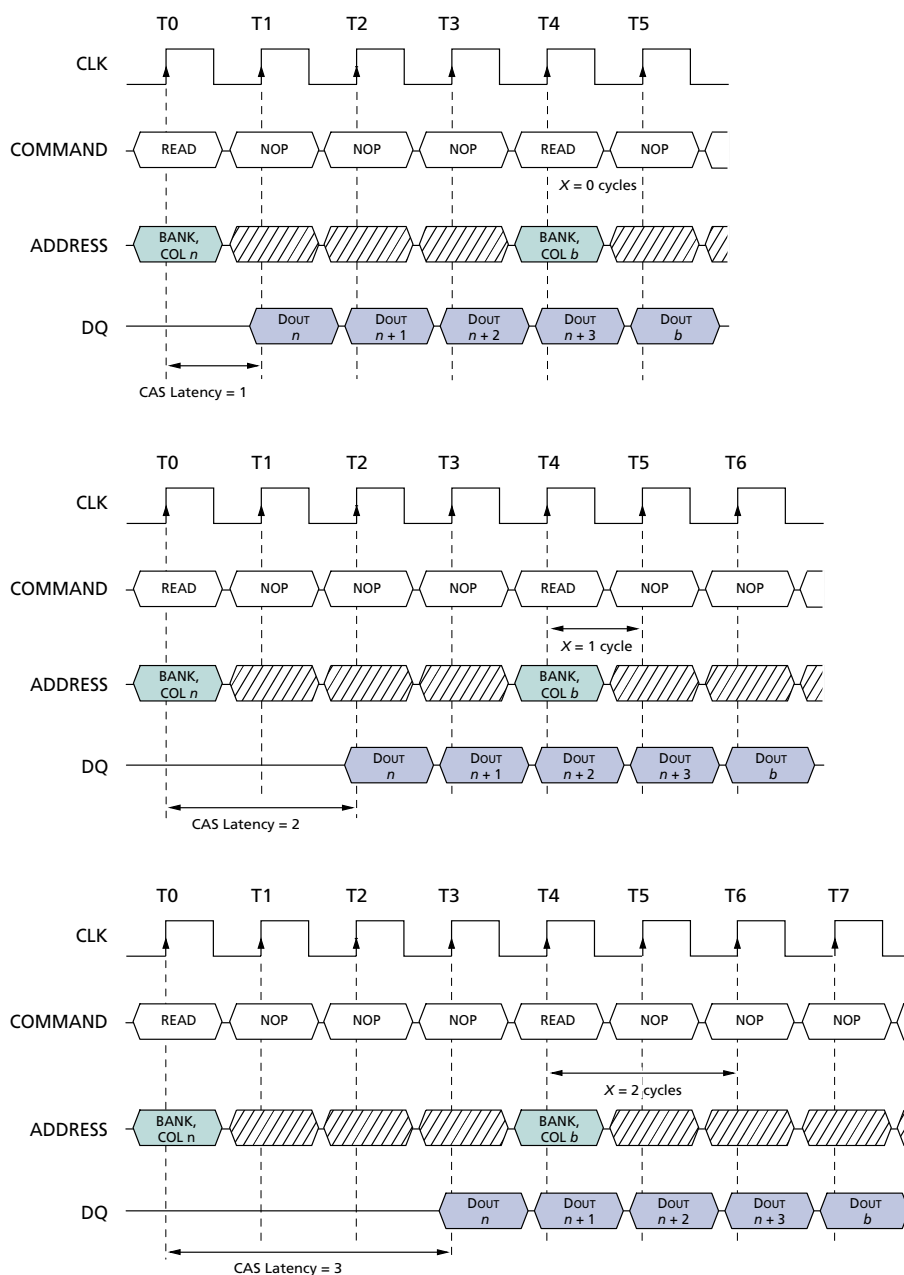 T0 T1 T2 T3 T4 T5
CLK
COMMAND READ NOP NOP NOP READ NOP
X = 0 cycles
ADDRESS BANK, COL n BANK, COL b
DQ DOUT n DOUT n + 1 DOUT n + 2 DOUT n + 3 DOUT b
CAS Latency = 1
T0 T1 T2 T3 T4 T5 T6
CLK
COMMAND READ NOP NOP NOP READ NOP NOP
X = 1 cycle
ADDRESS BANK, COL n BANK, COL b
DQ DOUT n DOUT n + 1 DOUT n + 2 DOUT n + 3 DOUT b
CAS Latency = 2
T0 T1 T2 T3 T4 T5 T6 T7
CLK
COMMAND READ NOP NOP NOP READ NOP NOP NOP
X = 2 cycles
ADDRESS BANK, COL n BANK, COL b
DQ DOUT n DOUT n + 1 DOUT n + 2 DOUT n + 3 DOUT b
CAS Latency = 3